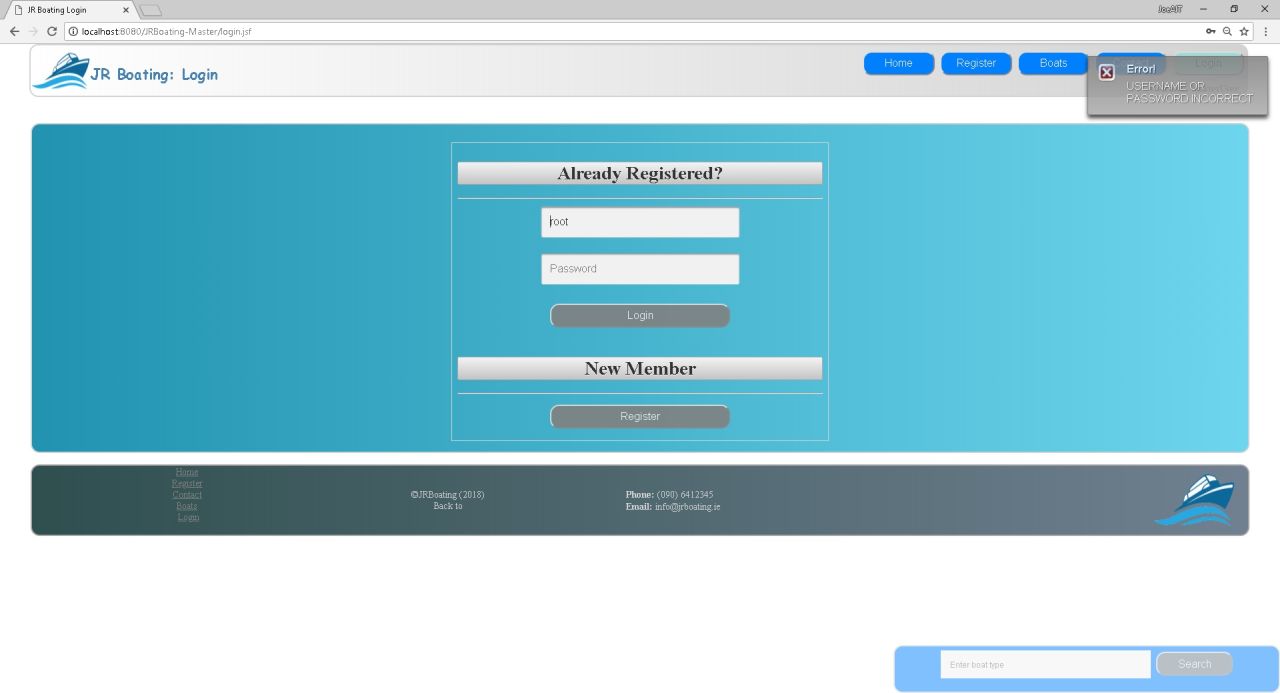 JR Boating Login
JoeAIT
localhost:8080/JRBoating-Master/login.jsf
JR Boating: Login
Home
Register
Boats
Login
Error!
USERNAME OR
PASSWORD INCORRECT
Already Registered?
root
Password
Login
New Member
Register
Home
Register
Contact
Boats
Login
©JRBoating (2018)
Back to
Phone: (090) 6412345
Email: info@jrboating.ie
Enter boat type
Search